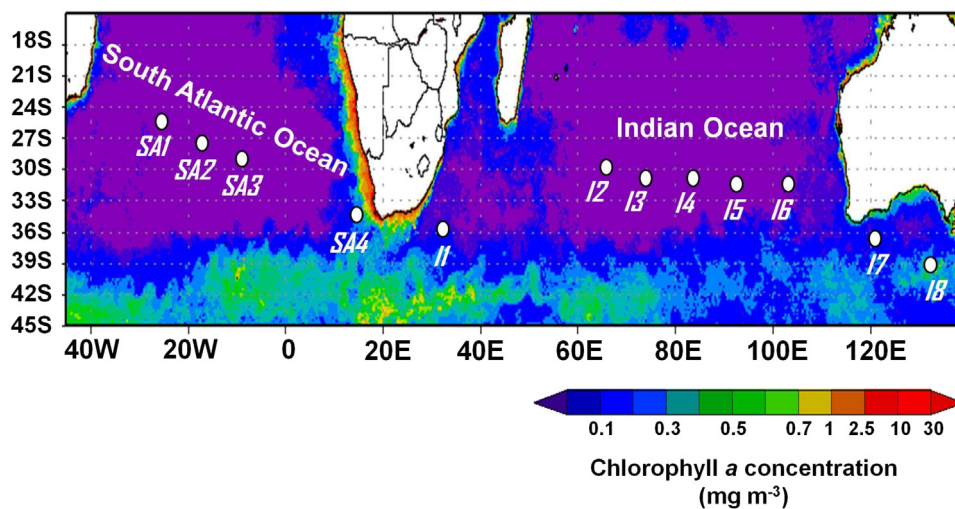 18S
21S
24S
27S
30S
33S
36S
39S
42S
45S
South Atlantic Ocean
Indian Ocean
SA1
SA2
SA3
SA4
I1
I2
I3
I4
I5
I6
I7
I8
40W 20W 0 20E 40E 60E 80E 100E 120E
0.1 0.3 0.5 0.7 1 2.5 10 30
Chlorophyll a concentration
(mg m⁻³)